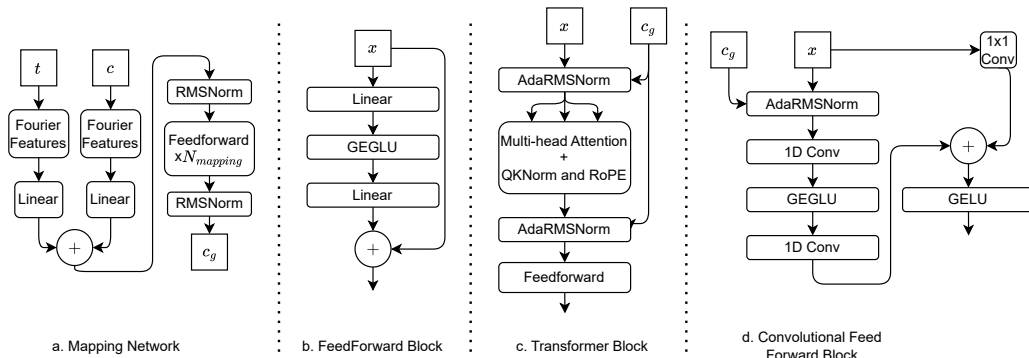 t
c
Fourier
Features
Fourier
Features
Linear
Linear
+
RMSNorm
Feedforward
xN_{mapping}
RMSNorm
c_g
a. Mapping Network
x
Linear
GEGLU
Linear
+
b. FeedForward Block
x
c_g
AdaRMSNorm
Multi-head Attention
+
QKNorm and RoPE
AdaRMSNorm
Feedforward
c. Transformer Block
c_g
x
1x1
Conv
AdaRMSNorm
1D Conv
GEGLU
1D Conv
+
GELU
d. Convolutional Feed
Forward Block